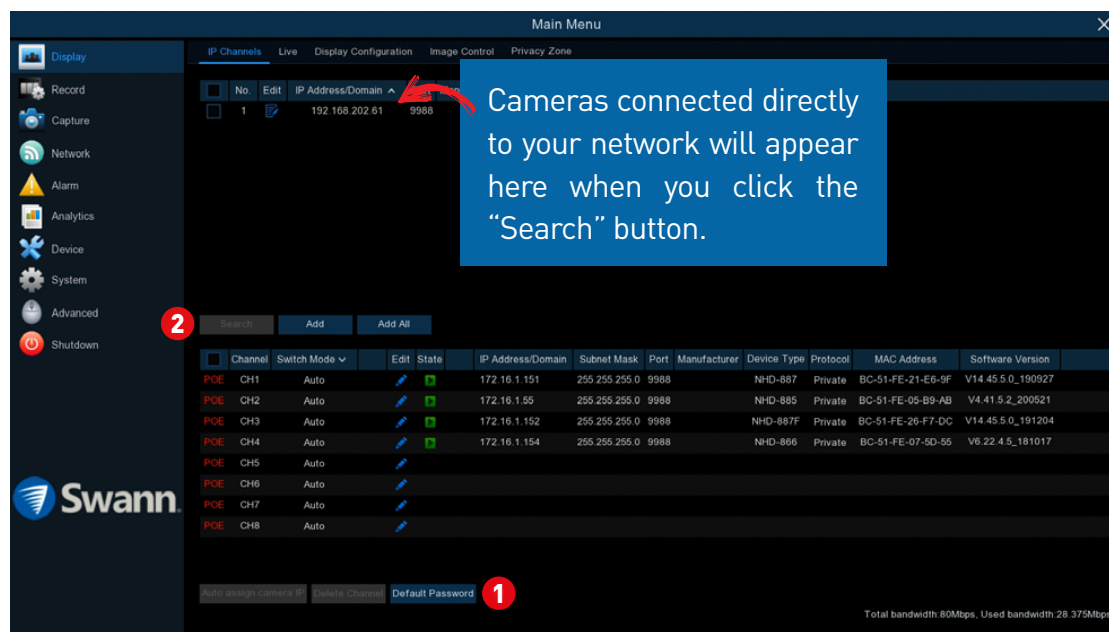 Main Menu
Display
Record
Capture
Network
Alarm
Analytics
Device
System
Advanced
Shutdown
Swann
IP Channels Live Display Configuration Image Control Privacy Zone
No. Edit IP Address/Domain
1 192.168.202.61 9988
Cameras connected directly
to your network will appear
here when you click the
“Search” button.
2
Search Add Add All
Channel Switch Mode Edit State IP Address/Domain Subnet Mask Port Manufacturer Device Type Protocol MAC Address Software Version
POE CH1 Auto 172.16.1.151 255.255.255.0 9988 NHD-887 Private BC-51-FE-21-E6-9F V14.45.5.0_190927
POE CH2 Auto 172.16.1.55 255.255.255.0 9988 NHD-885 Private BC-51-FE-05-B9-AB V4.41.5.2_200521
POE CH3 Auto 172.16.1.152 255.255.255.0 9988 NHD-887F Private BC-51-FE-26-F7-DC V14.45.5.0_191204
POE CH4 Auto 172.16.1.154 255.255.255.0 9988 NHD-866 Private BC-51-FE-07-5D-55 V6.22.4.5_181017
POE CH5 Auto
POE CH6 Auto
POE CH7 Auto
POE CH8 Auto
Auto assign camera IP Delete Channel Default Password 1
Total bandwidth:80Mbps, Used bandwidth:28.375Mbps